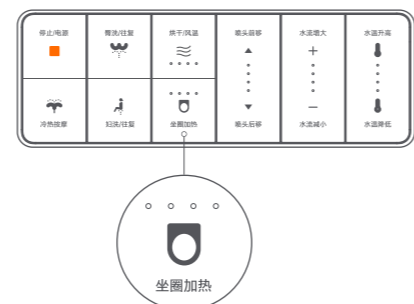 停止/电源 臀洗/往复 烘干/风温 喷头前移 水流增大 水温升高
冷热按摩 妇洗/往复 坐圈加热 喷头后移 水流减小 水温降低
坐圈加热